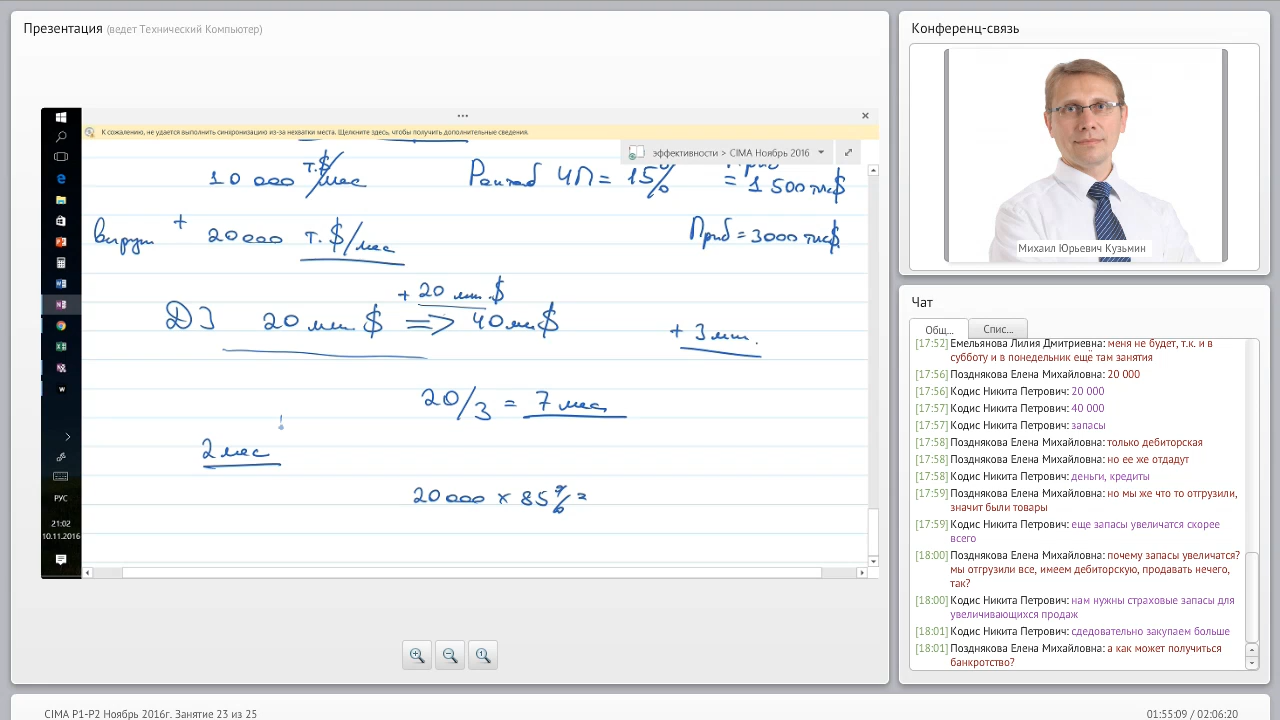 Презентация (ведет Технический Компьютер)
К сожалению, не удается выполнить синхронизацию из-за нехватки места. Щелкните здесь, чтобы получить дополнительные сведения.
эффективности > CIMA Ноябрь 2016
10 000 т.$/мес
Рентаб ЧП = 15%
= 1 500 тыс$
+ 20000 т.$/мес
Приб = 3000 тыс$
ДЗ 20 млн $ => 40 млн $
+ 20 млн $
+ 3 млн.
20/3 = 7 мес
2 мес
20 000 x 85% =
РУС
21:02
10.11.2016
Конференц-связь
Михаил Юрьевич Кузьмин
Чат
Общ...
Спис...
[17:52] Емельянова Лилия Дмитриевна: меня не будет, т.к. и в
субботу и в понедельник ещё там занятия
[17:56] Позднякова Елена Михайловна: 20 000
[17:56] Кодис Никита Петрович: 20 000
[17:57] Кодис Никита Петрович: 40 000
[17:57] Кодис Никита Петрович: запасы
[17:58] Позднякова Елена Михайловна: только дебиторская
[17:58] Позднякова Елена Михайловна: но ее же отдадут
[17:58] Кодис Никита Петрович: деньги, кредиты
[17:59] Позднякова Елена Михайловна: но мы же что то отгрузили,
значит были товары
[17:59] Кодис Никита Петрович: еще запасы увеличатся скорее
всего
[18:00] Позднякова Елена Михайловна: почему запасы увеличатся?
мы отгрузили все, имеем дебиторскую, продавать нечего,
так?
[18:00] Кодис Никита Петрович: нам нужны страховые запасы для
увеличивающихся продаж
[18:01] Кодис Никита Петрович: сдедовательно закупаем больше
[18:01] Позднякова Елена Михайловна: а как может получиться
банкротство?
CIMA P1-P2 Ноябрь 2016г. Занятие 23 из 25
01:55:09 / 02:06:20